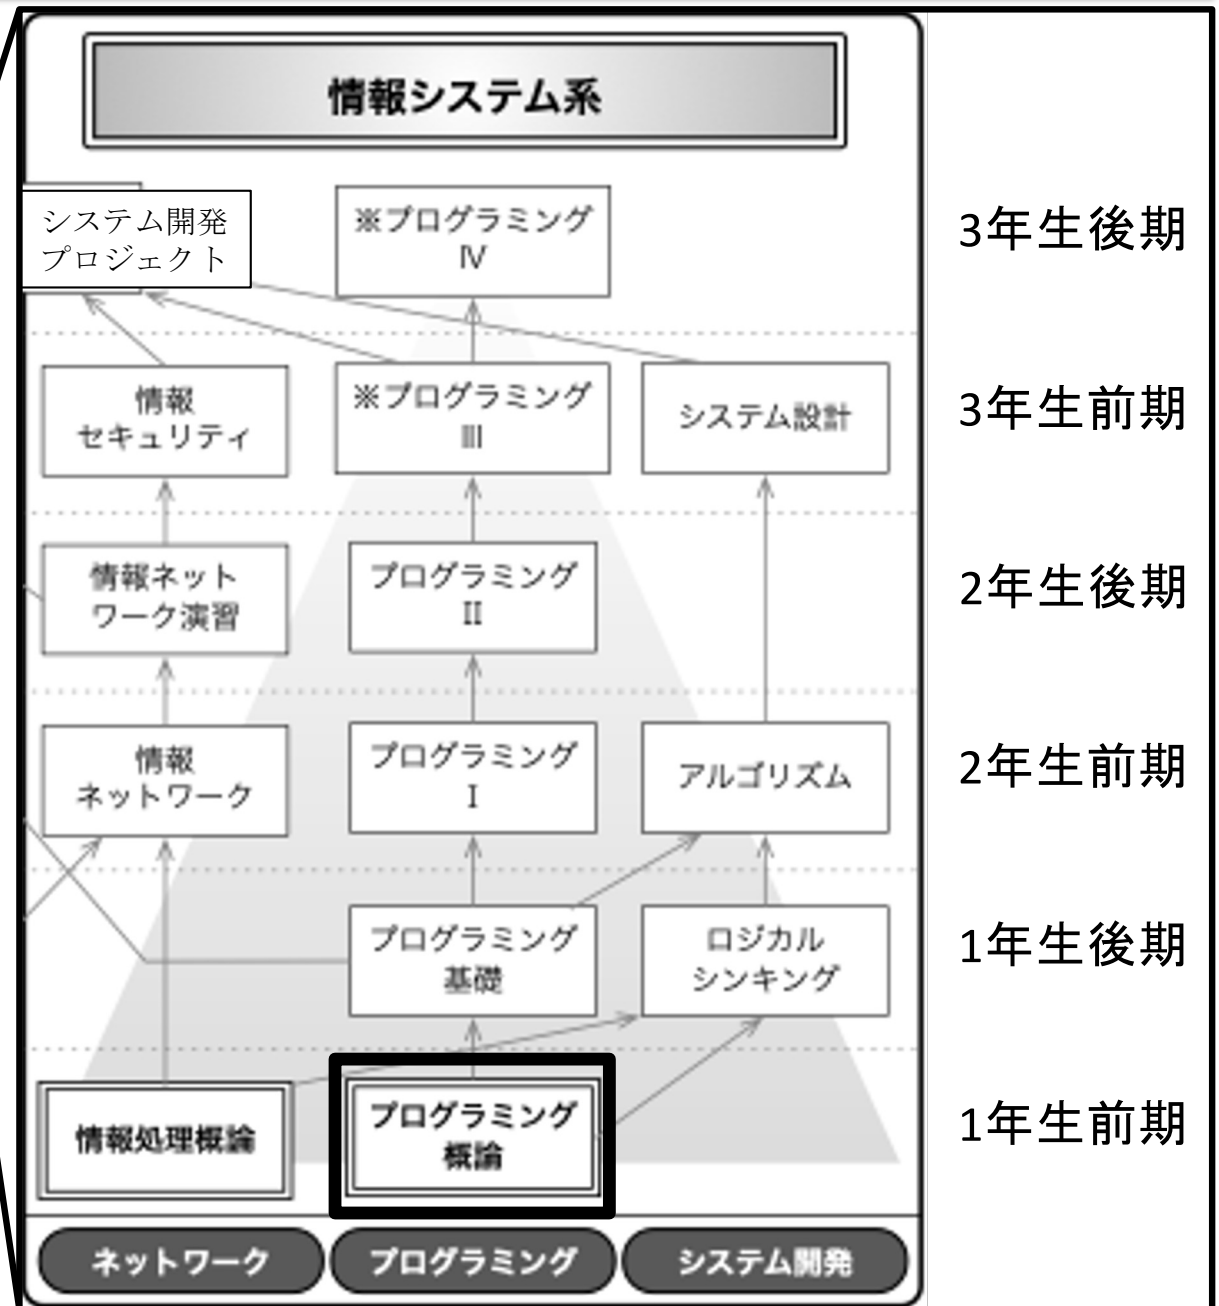 情報システム系
システム開発
プロジェクト
※プログラミング
IV
3年生後期
情報
セキュリティ
※プログラミング
III
システム設計
3年生前期
情報ネット
ワーク演習
プログラミング
II
2年生後期
情報
ネットワーク
プログラミング
I
アルゴリズム
2年生前期
プログラミング
基礎
ロジカル
シンキング
1年生後期
情報処理概論
プログラミング
概論
1年生前期
ネットワーク
プログラミング
システム開発